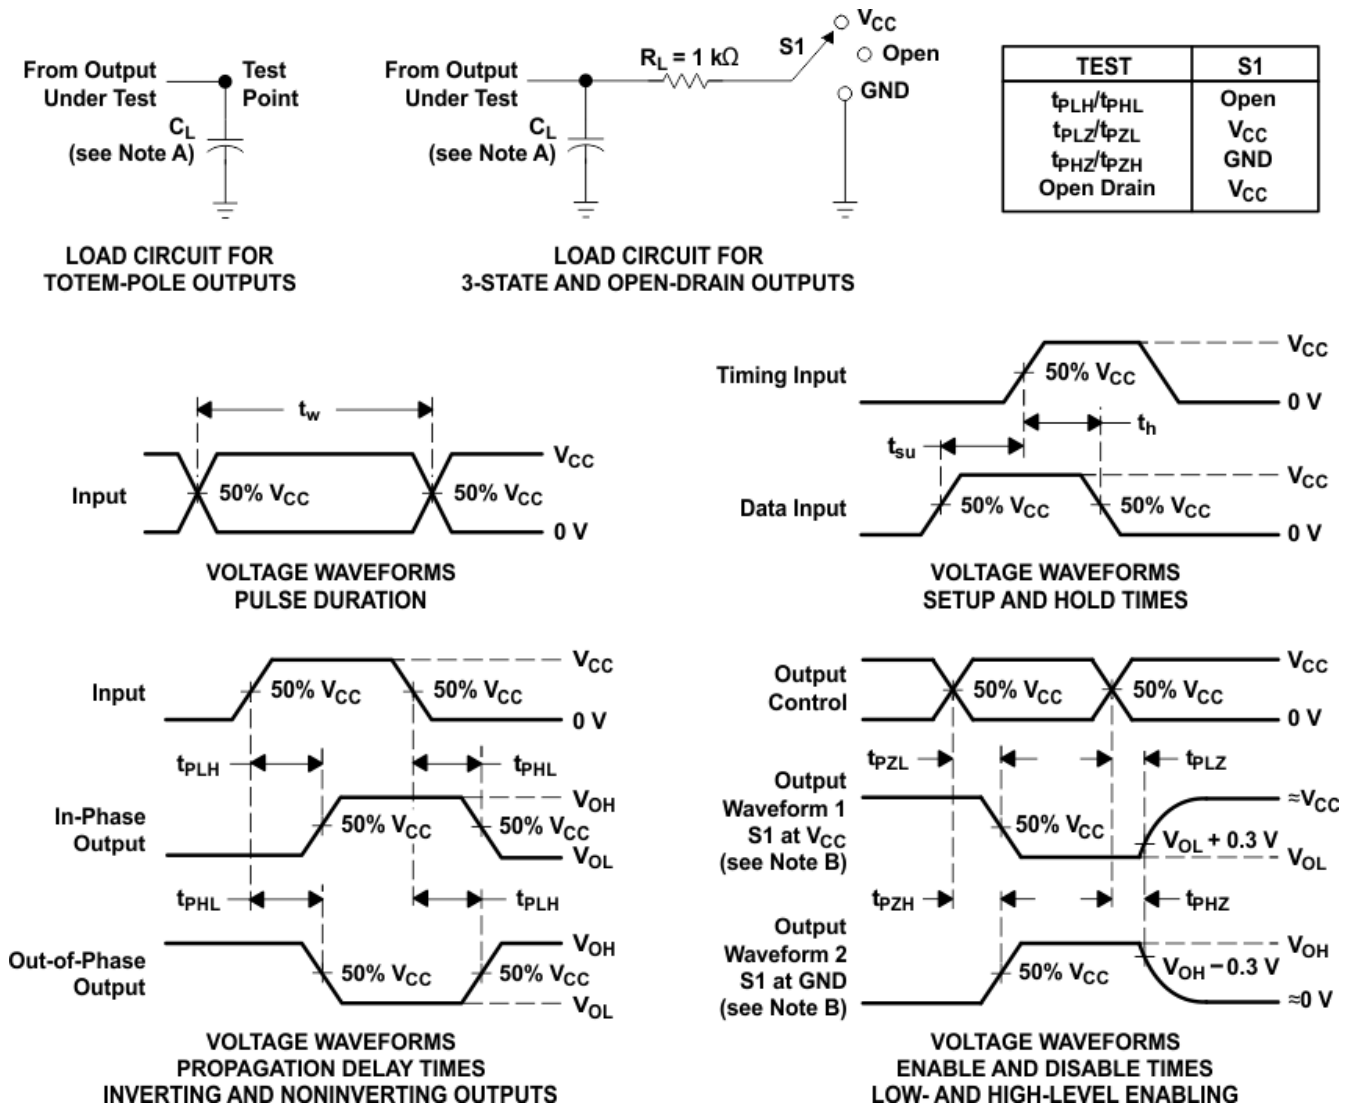 From Output
Under Test
Test
Point
CL
(see Note A)
LOAD CIRCUIT FOR
TOTEM-POLE OUTPUTS
From Output
Under Test
CL
(see Note A)
RL = 1 kΩ
S1
VCC
Open
GND
LOAD CIRCUIT FOR
3-STATE AND OPEN-DRAIN OUTPUTS
TEST S1
tPLH/tPHL Open
tPLZ/tPZL VCC
tPHZ/tPZH GND
Open Drain VCC
tw
Input
50% VCC
50% VCC
VCC
0 V
VOLTAGE WAVEFORMS
PULSE DURATION
Timing Input
50% VCC
VCC
0 V
tsu
th
Data Input
50% VCC
50% VCC
VCC
0 V
VOLTAGE WAVEFORMS
SETUP AND HOLD TIMES
Input
50% VCC
50% VCC
VCC
0 V
tPLH
tPHL
In-Phase
Output
50% VCC
50% VCC
VOH
VOL
tPHL
tPLH
Out-of-Phase
Output
50% VCC
50% VCC
VOH
VOL
VOLTAGE WAVEFORMS
PROPAGATION DELAY TIMES
INVERTING AND NONINVERTING OUTPUTS
Output
Control
50% VCC
50% VCC
VCC
0 V
tPZL
tPLZ
Output
Waveform 1
S1 at VCC
(see Note B)
50% VCC
VOL + 0.3 V
≈VCC
VOL
tPZH
tPHZ
Output
Waveform 2
S1 at GND
(see Note B)
50% VCC
VOH − 0.3 V
VOH
≈0 V
VOLTAGE WAVEFORMS
ENABLE AND DISABLE TIMES
LOW- AND HIGH-LEVEL ENABLING